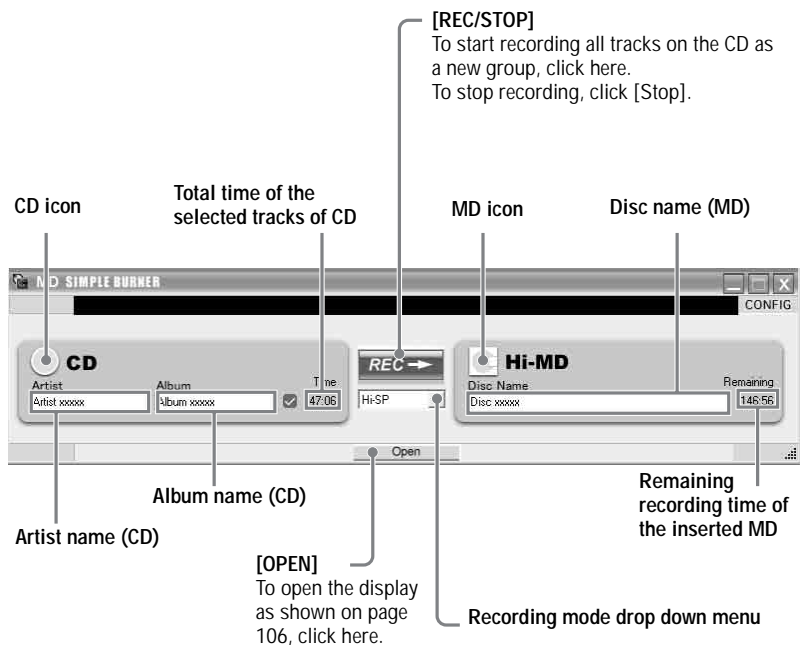 [REC/STOP]
To start recording all tracks on the CD as
a new group, click here.
To stop recording, click [Stop].
CD icon
Total time of the
selected tracks of CD
MD icon
Disc name (MD)
MD SIMPLE BURNER
CONFIG
CD
REC
Hi-MD
Artist
Album
Time
Disc Name
Remaining
Artist xxxxx
Album xxxxx
47:06
Hi-SP
Disc xxxxx
146:56
Open
Album name (CD)
Artist name (CD)
Remaining
recording time of
the inserted MD
[OPEN]
To open the display
as shown on page
106, click here.
Recording mode drop down menu